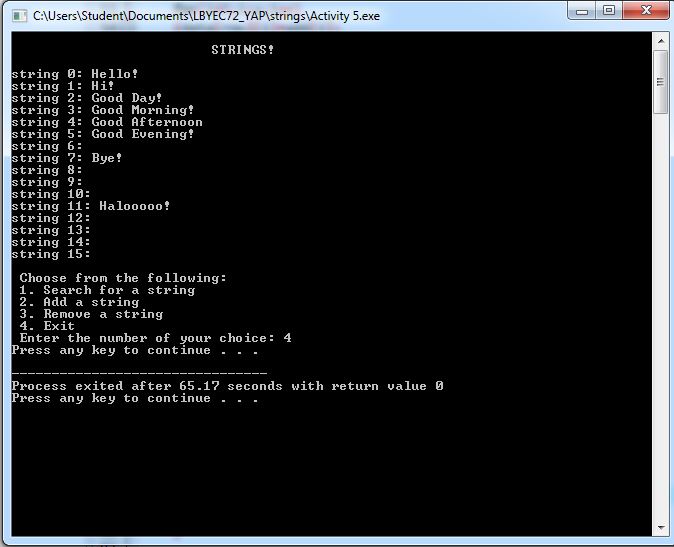 C:\Users\Student\Documents\LBYEC72_YAP\strings\Activity 5.exe
STRINGS!
string 0: Hello!
string 1: Hi!
string 2: Good Day!
string 3: Good Morning!
string 4: Good Afternoon
string 5: Good Evening!
string 6:
string 7: Bye!
string 8:
string 9:
string 10:
string 11: Halooooo!
string 12:
string 13:
string 14:
string 15:
Choose from the following:
1. Search for a string
2. Add a string
3. Remove a string
4. Exit
Enter the number of your choice: 4
Press any key to continue . . .
--------------------------------
Process exited after 65.17 seconds with return value 0
Press any key to continue . . .